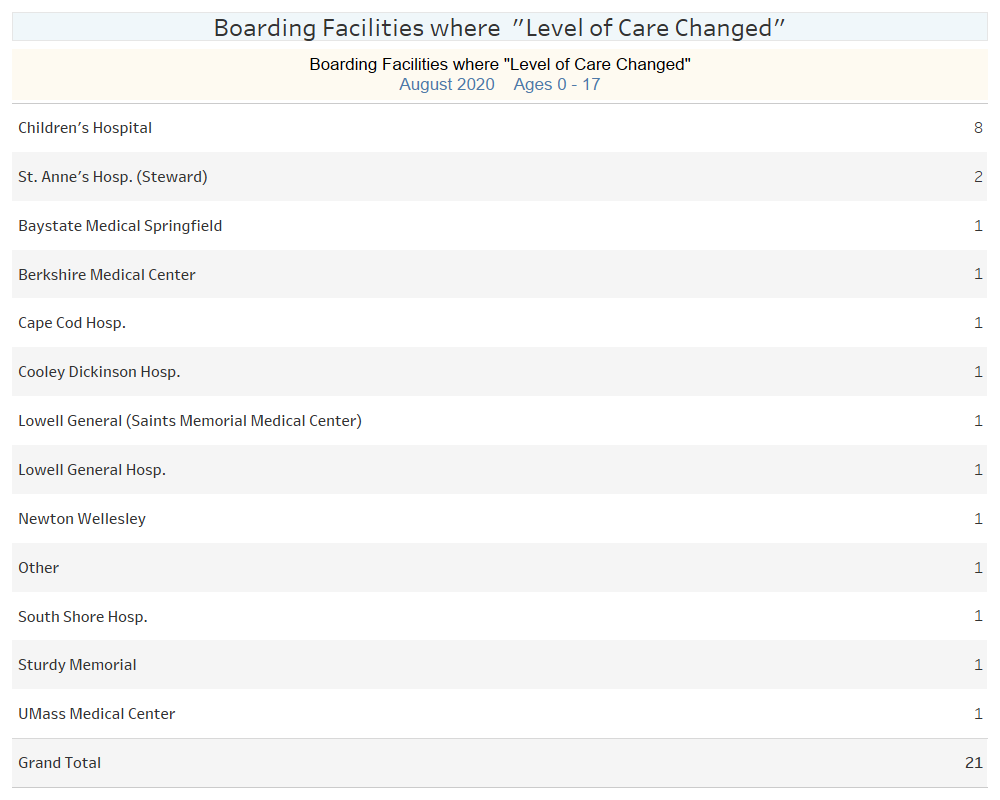 Boarding Facilities where "Level of Care Changed"
Boarding Facilities where "Level of Care Changed"
August 2020 Ages 0 - 17
Children's Hospital 8
St. Anne's Hosp. (Steward) 2
Baystate Medical Springfield 1
Berkshire Medical Center 1
Cape Cod Hosp. 1
Cooley Dickinson Hosp. 1
Lowell General (Saints Memorial Medical Center) 1
Lowell General Hosp. 1
Newton Wellesley 1
Other 1
South Shore Hosp. 1
Sturdy Memorial 1
UMass Medical Center 1
Grand Total 21